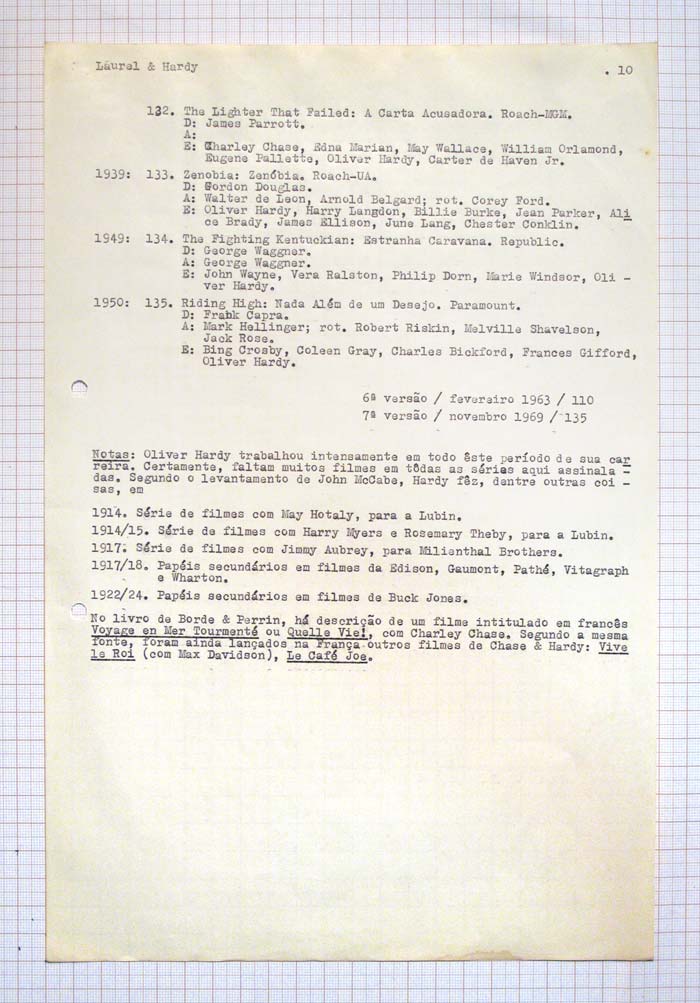 Laurel & Hardy . 10
132. The Lighter That Failed: A Carta Acusadora. Roach-MGM.
D: James Parrott.
A:
E: Charley Chase, Edna Marian, May Wallace, William Orlamond,
Eugene Pallette, Oliver Hardy, Carter de Haven Jr.
1939: 133. Zenobia: Zenóbia. Roach-UA.
D: Gordon Douglas.
A: Walter de Leon, Arnold Belgard; rot. Corey Ford.
E: Oliver Hardy, Harry Langdon, Billie Burke, Jean Parker, Ali
ce Brady, James Ellison, June Lang, Chester Conklin.
1949: 134. The Fighting Kentuckian: Estranha Caravana. Republic.
D: George Waggner.
A: George Waggner.
E: John Wayne, Vera Ralston, Philip Dorn, Marie Windsor, Oli -
ver Hardy.
1950: 135. Riding High: Nada Além de um Desejo. Paramount.
D: Frank Capra.
A: Mark Hellinger; rot. Robert Riskin, Melville Shavelson,
Jack Rose.
E: Bing Crosby, Coleen Gray, Charles Bickford, Frances Gifford,
Oliver Hardy.
6ª versão / fevereiro 1963 / 110
7ª versão / novembro 1969 / 135
Notas: Oliver Hardy trabalhou intensamente em todo êste período de sua car
reira. Certamente, faltam muitos filmes em tôdas as séries aqui assinala -
das. Segundo o levantamento de John McCabe, Hardy fêz, dentre outras coi -
sas, em
1914. Série de filmes com May Hotaly, para a Lubin.
1914/15. Série de filmes com Harry Myers e Rosemary Theby, para a Lubin.
1917. Série de filmes com Jimmy Aubrey, para Milienthal Brothers.
1917/18. Papéis secundários em filmes da Edison, Gaumont, Pathé, Vitagraph
e Wharton.
1922/24. Papéis secundários em filmes de Buck Jones.
No livro de Borde & Perrin, há descrição de um filme intitulado em francês
Voyage en Mer Tourmenté ou Quelle Vie!, com Charley Chase. Segundo a mesma
fonte, foram ainda lançados na França outros filmes de Chase & Hardy: Vive
le Roi (com Max Davidson), Le Café Joe.